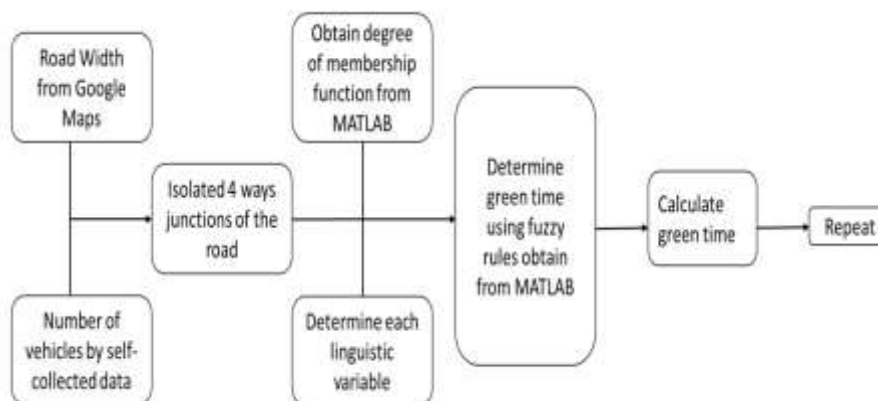 Road Width
from Google
Maps
Number of
vehicles by self-
collected data
Isolated 4 ways
junctions of the
road
Obtain degree
of membership
function from
MATLAB
Determine each
linguistic
variable
Determine
green time
using fuzzy
rules obtain
from MATLAB
Calculate
green time
Repeat